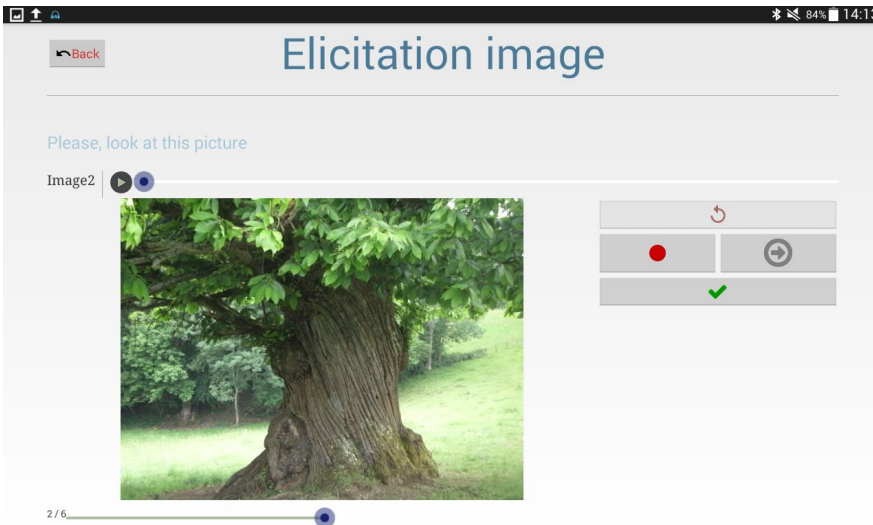 84% 14:13
Back
Elicitation image
Please, look at this picture
Image2
2 / 6